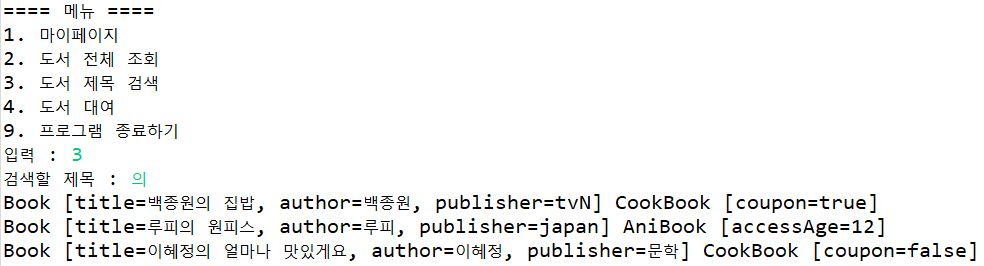 ==== 메뉴 ====
1. 마이페이지
2. 도서 전체 조회
3. 도서 제목 검색
4. 도서 대여
9. 프로그램 종료하기
입력 : 3
검색할 제목 : 의
Book [title=백종원의 집밥, author=백종원, publisher=tvN] CookBook [coupon=true]
Book [title=루피의 원피스, author=루피, publisher=japan] AniBook [accessAge=12]
Book [title=이혜정의 얼마나 맛있게요, author=이혜정, publisher=문학] CookBook [coupon=false]